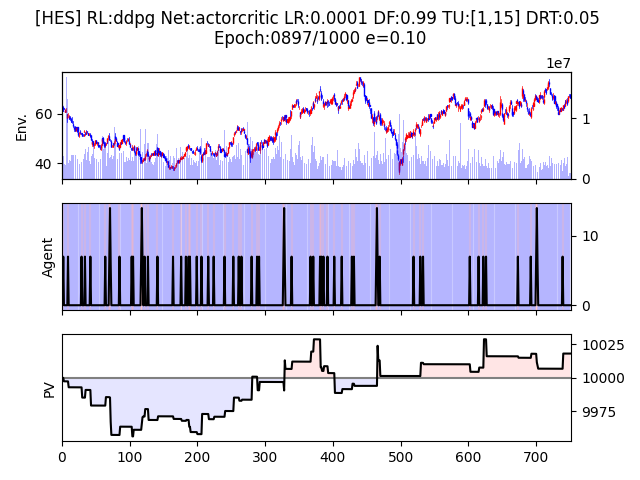 [HES] RL:ddpg Net:actorcritic LR:0.0001 DF:0.99 TU:[1,15] DRT:0.05
Epoch:0897/1000 e=0.10
1e7
Env.
60
40
1
0
Agent
10
0
PV
10025
10000
9975
0 100 200 300 400 500 600 700